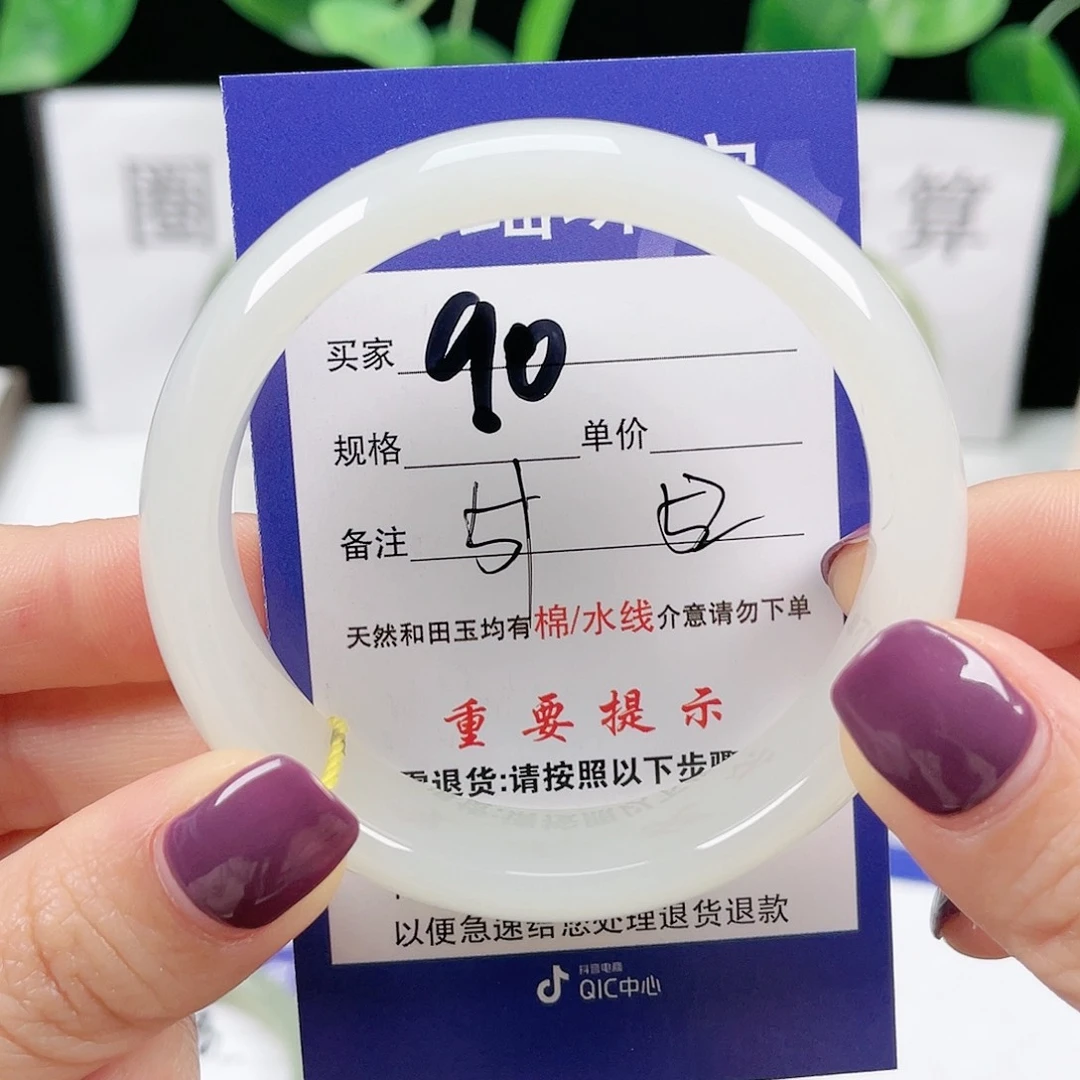 圈 算
买家 90
规格 单价
备注
天然和田玉均有棉/水线介意请勿下单
重要提示
退货:请按照以下步骤
以便急速给您处理退货退款
抖音电商
QIC中心